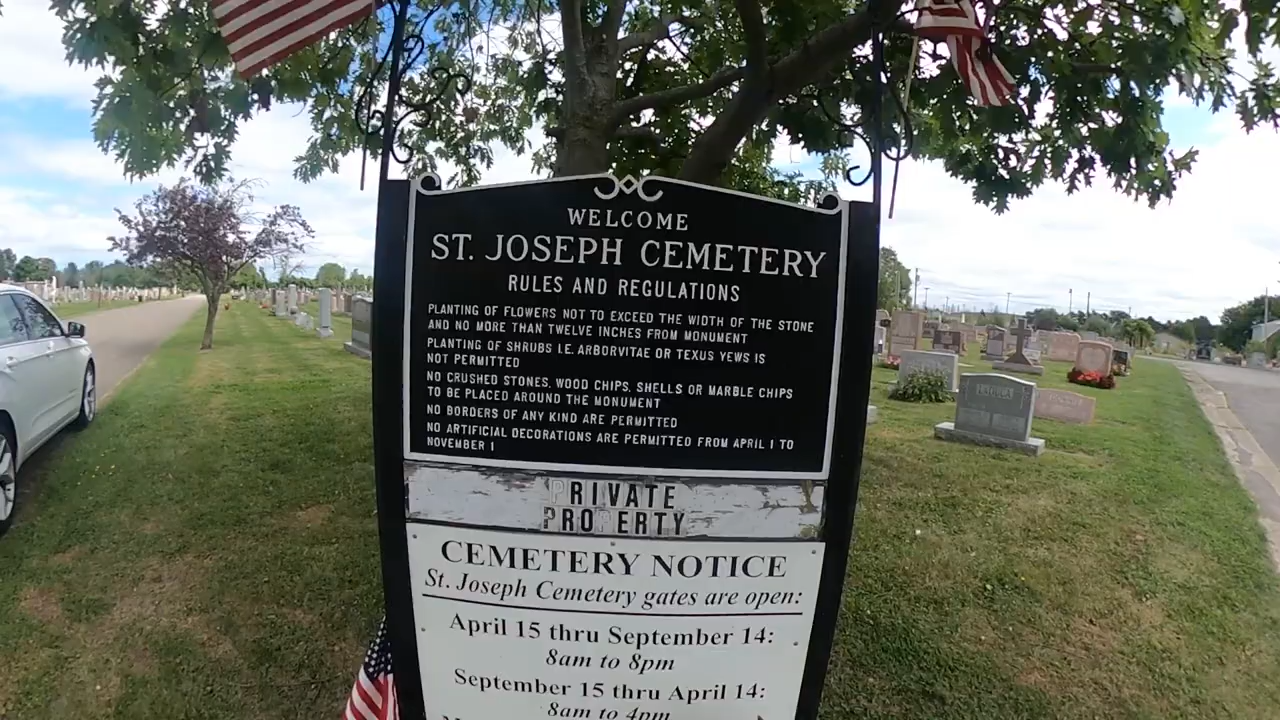 WELCOME
ST. JOSEPH CEMETERY
RULES AND REGULATIONS
PLANTING OF FLOWERS NOT TO EXCEED THE WIDTH OF THE STONE
AND NO MORE THAN TWELVE INCHES FROM MONUMENT
PLANTING OF SHRUBS I.E. ARBORVITAE OR TEXUS YEWS IS
NOT PERMITTED
NO CRUSHED STONES, WOOD CHIPS, SHELLS OR MARBLE CHIPS
TO BE PLACED AROUND THE MONUMENT
NO BORDERS OF ANY KIND ARE PERMITTED
NO ARTIFICIAL DECORATIONS ARE PERMITTED FROM APRIL 1 TO
NOVEMBER 1
PRIVATE
PROPERTY
CEMETERY NOTICE
St. Joseph Cemetery gates are open:
April 15 thru September 14:
8am to 8pm
September 15 thru April 14:
8am to 4pm